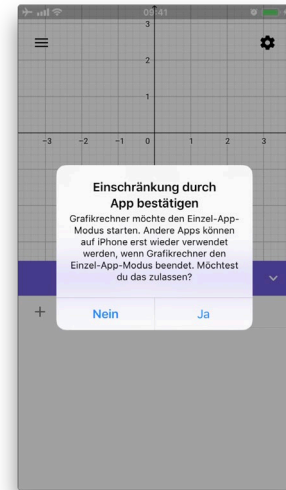 09:41
3
2
1
-3 -2 -1 0 1 2 3
Einschränkung durch
App bestätigen
Grafikrechner möchte den Einzel-App-
Modus starten. Andere Apps können
auf iPhone erst wieder verwendet
werden, wenn Grafikrechner den
Einzel-App-Modus beendet. Möchtest
du das zulassen?
Nein Ja